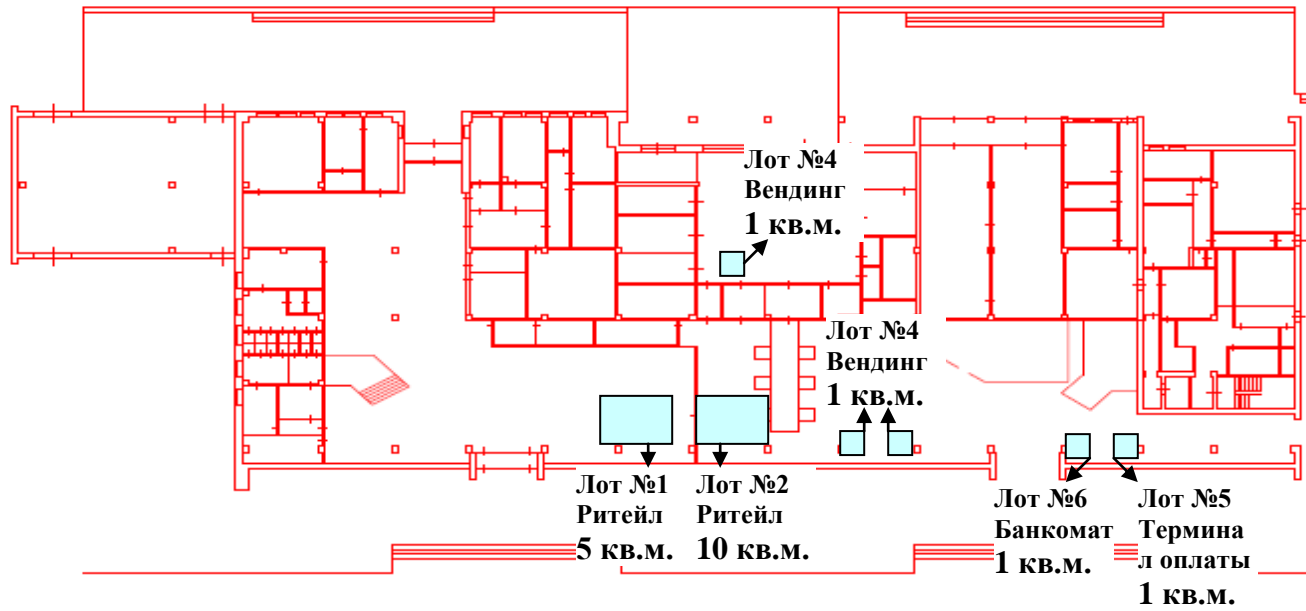 Лот №4
Вендинг
1 кв.м.
Лот №4
Вендинг
1 кв.м.
Лот №1
Ритейл
5 кв.м.
Лот №2
Ритейл
10 кв.м.
Лот №6
Банкомат
1 кв.м.
Лот №5
Термина
л оплаты
1 кв.м.